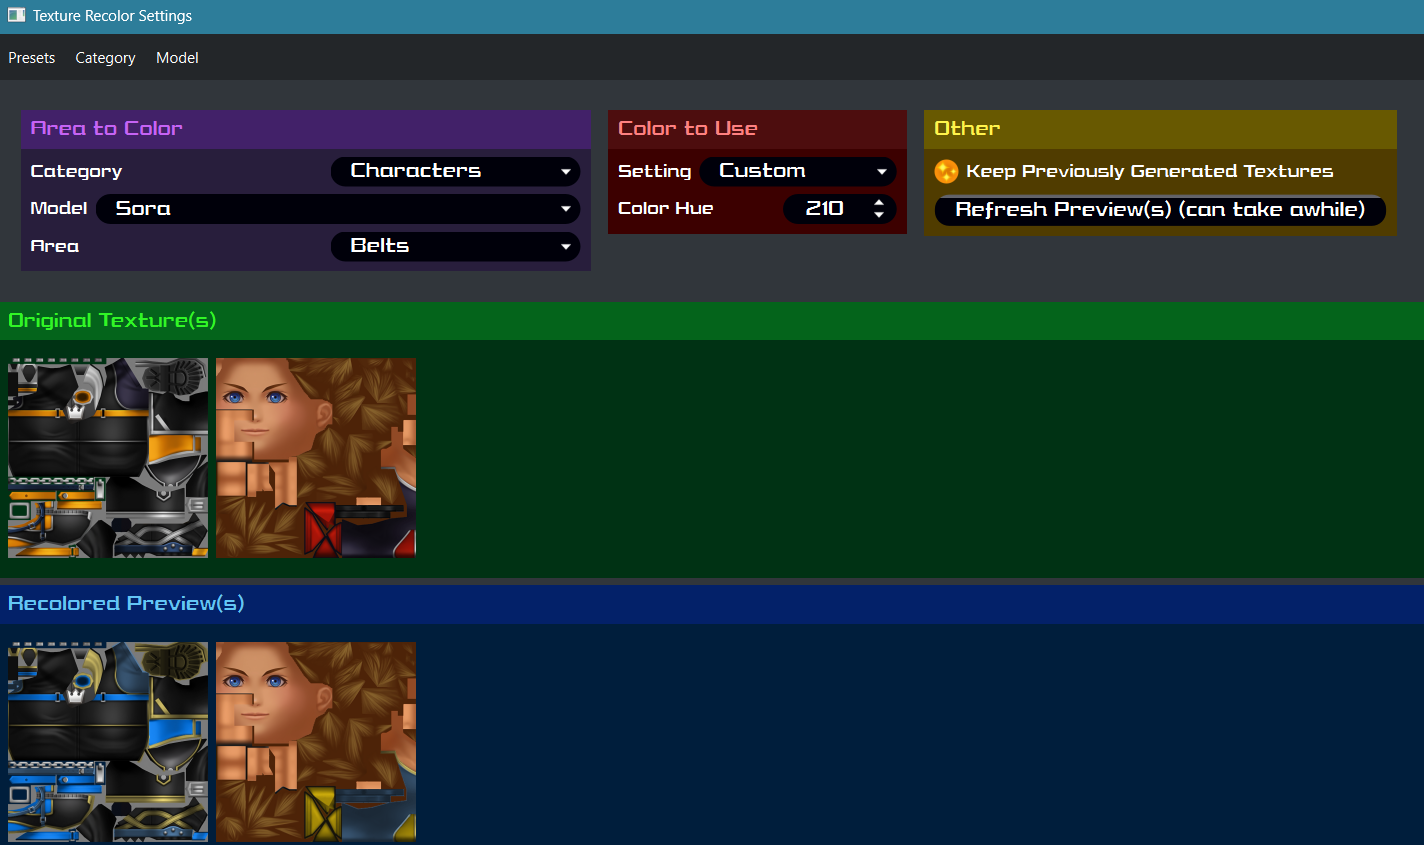 Texture Recolor Settings
Presets Category Model
Area to Color
Category Characters
Model Sora
Area Belts
Color to Use
Setting Custom
Color Hue 210
Other
Keep Previously Generated Textures
Refresh Preview(s) (can take awhile)
Original Texture(s)
Recolored Preview(s)